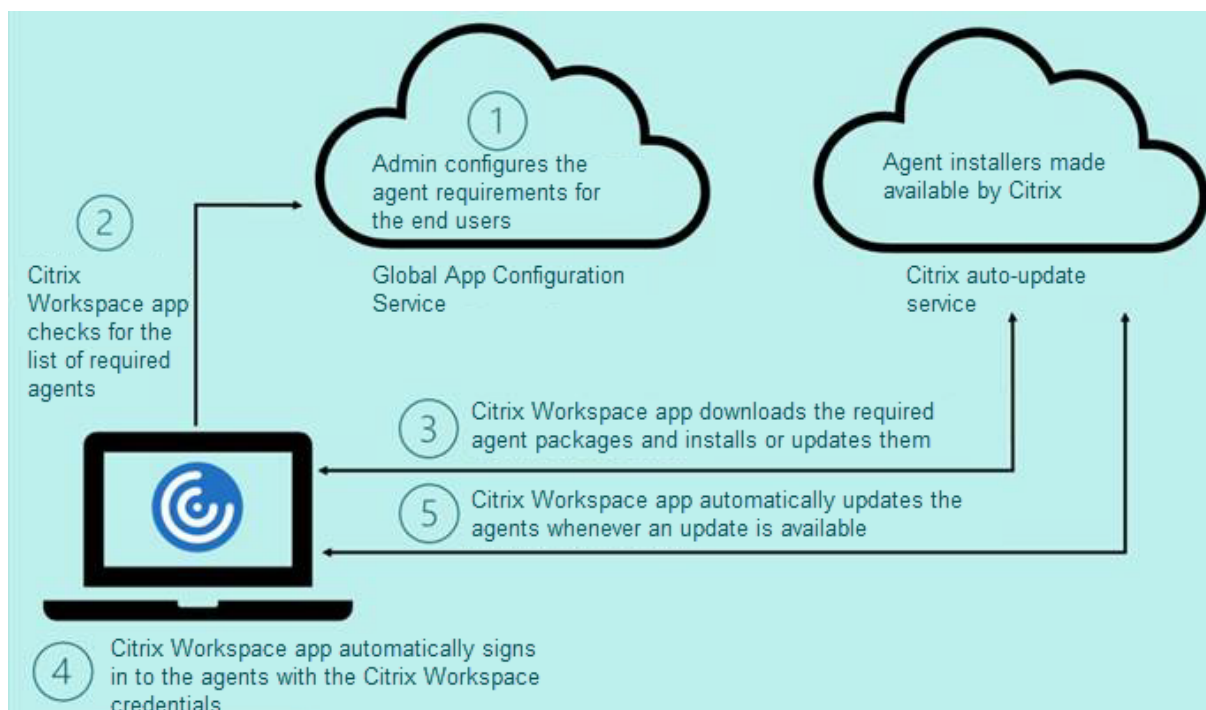 1
Admin configures the
agent requirements for
the end users
Global App Configuration
Service
Agent installers made
available by Citrix
Citrix auto-update
service
2
Citrix
Workspace app
checks for the
list of required
agents
3
Citrix Workspace app downloads the required
agent packages and installs or updates them
5
Citrix Workspace app automatically updates the
agents whenever an update is available
4
Citrix Workspace app automatically signs
in to the agents with the Citrix Workspace
credentials